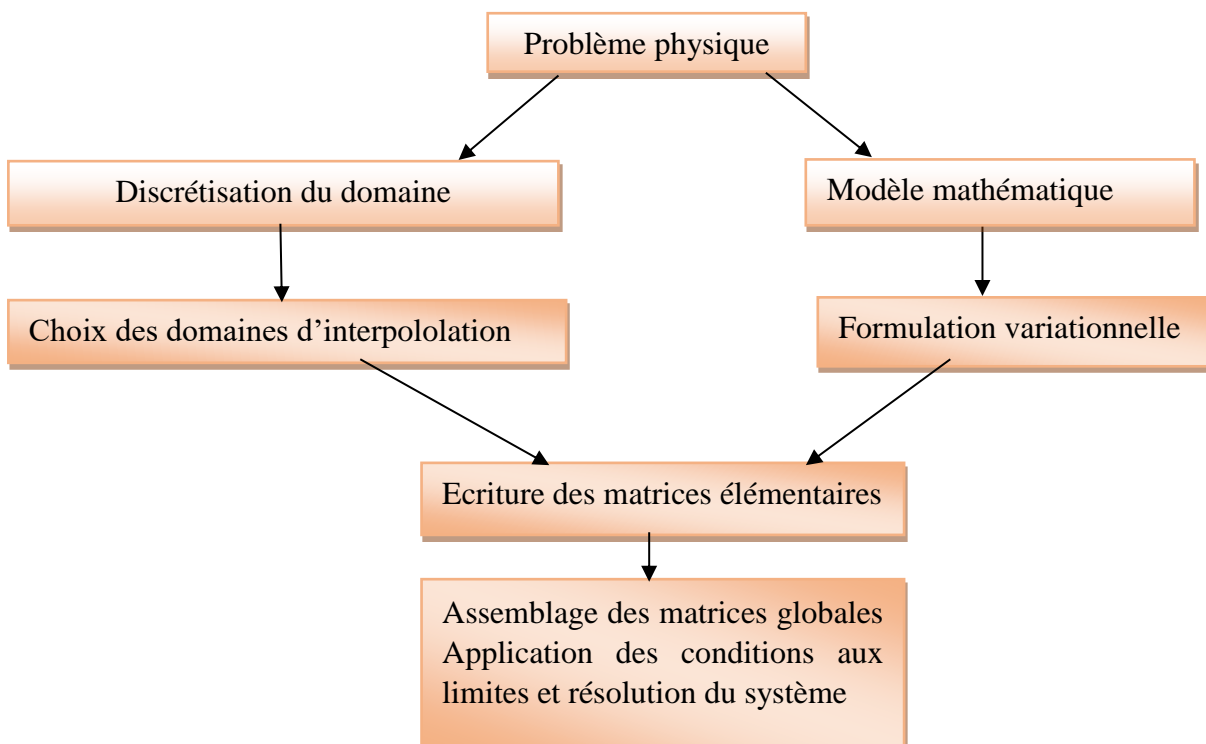 Problème physique
Discrétisation du domaine
Modèle mathématique
Choix des domaines d’interpololation
Formulation variationnelle
Ecriture des matrices élémentaires
Assemblage des matrices globales
Application des conditions aux
limites et résolution du système